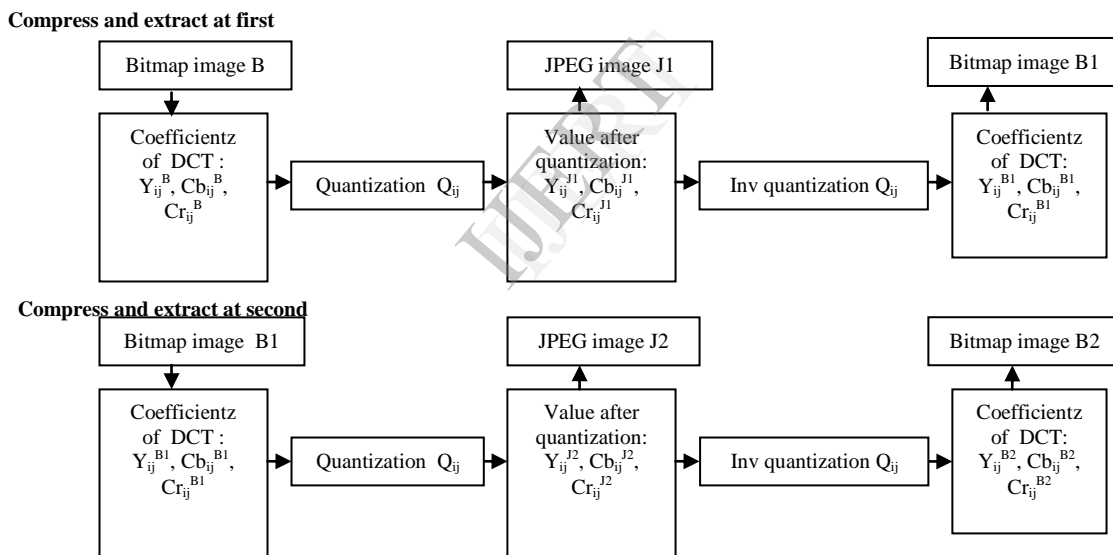 Compress and extract at first
Bitmap image B
JPEG image J1
Bitmap image B1
Coefficientz
of DCT :
Y_ij^B, Cb_ij^B,
Cr_ij^B
Quantization Q_ij
Value after
quantization:
Y_ij^J1, Cb_ij^J1,
Cr_ij^J1
Inv quantization Q_ij
Coefficientz
of DCT:
Y_ij^B1, Cb_ij^B1,
Cr_ij^B1
IJERT
Compress and extract at second
Bitmap image B1
JPEG image J2
Bitmap image B2
Coefficientz
of DCT :
Y_ij^B1, Cb_ij^B1,
Cr_ij^B1
Quantization Q_ij
Value after
quantization:
Y_ij^J2, Cb_ij^J2,
Cr_ij^J2
Inv quantization Q_ij
Coefficientz
of DCT:
Y_ij^B2, Cb_ij^B2,
Cr_ij^B2